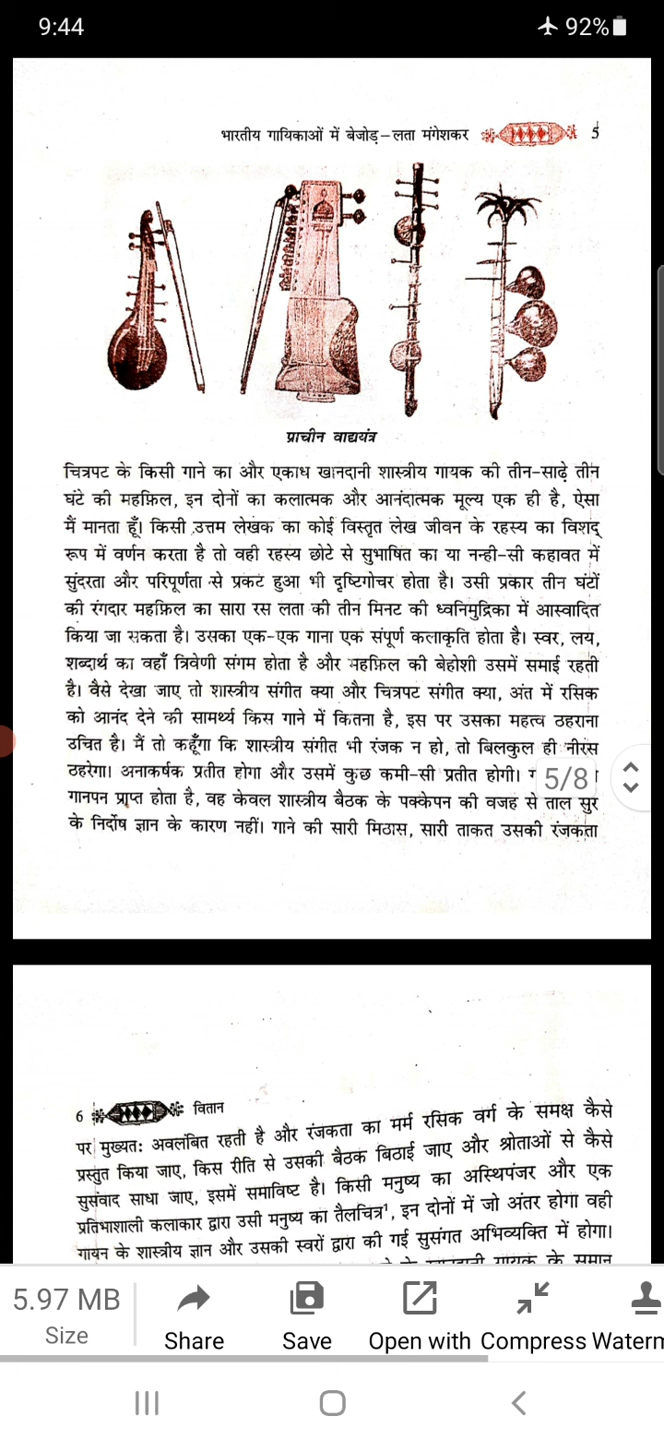 9:44
92%
भारतीय गायिकाओं में बेजोड़–लता मंगेशकर 5
प्राचीन वाद्ययंत्र
चित्रपट के किसी गाने का और एकाध खानदानी शास्त्रीय गायक की तीन-साढ़े तीन
घंटे की महफ़िल, इन दोनों का कलात्मक और आनंदात्मक मूल्य एक ही है, ऐसा
मैं मानता हूँ। किसी उत्तम लेखक का कोई विस्तृत लेख जीवन के रहस्य का विशद्
रूप में वर्णन करता है तो वही रहस्य छोटे से सुभाषित का या नन्ही-सी कहावत में
सुंदरता और परिपूर्णता से प्रकट हुआ भी दृष्टिगोचर होता है। उसी प्रकार तीन घंटों
की रंगदार महफ़िल का सारा रस लता की तीन मिनट की ध्वनिमुद्रिका में आस्वादित
किया जा सकता है। उसका एक-एक गाना एक संपूर्ण कलाकृति होता है। स्वर, लय,
शब्दार्थ का वहाँ त्रिवेणी संगम होता है और महफ़िल की बेहोशी उसमें समाई रहती
है। वैसे देखा जाए तो शास्त्रीय संगीत क्या और चित्रपट संगीत क्या, अंत में रसिक
को आनंद देने की सामर्थ्य किस गाने में कितना है, इस पर उसका महत्व ठहराना
उचित है। मैं तो कहूँगा कि शास्त्रीय संगीत भी रंजक न हो, तो बिलकुल ही नीरस
ठहरेगा। अनाकर्षक प्रतीत होगा और उसमें कुछ कमी-सी प्रतीत होगी। 5/8
गानपन प्राप्त होता है, वह केवल शास्त्रीय बैठक के पक्केपन की वजह से ताल सुर
के निर्दोष ज्ञान के कारण नहीं। गाने की सारी मिठास, सारी ताकत उसकी रंजकता
6 वितान
पर मुख्यतः अवलंबित रहती है और रंजकता का मर्म रसिक वर्ग के समक्ष कैसे
प्रस्तुत किया जाए, किस रीति से उसकी बैठक बिठाई जाए और श्रोताओं से कैसे
सुसंवाद साधा जाए, इसमें समाविष्ट है। किसी मनुष्य का अस्थिपंजर और एक
प्रतिभाशाली कलाकार द्वारा उसी मनुष्य का तैलचित्र¹, इन दोनों में जो अंतर होगा वही
गायन के शास्त्रीय ज्ञान और उसकी स्वरों द्वारा की गई सुसंगत अभिव्यक्ति में होगा।
खानदानी गायक के समान
5.97 MB
Size
Share
Save
Open with
Compress
Waterm